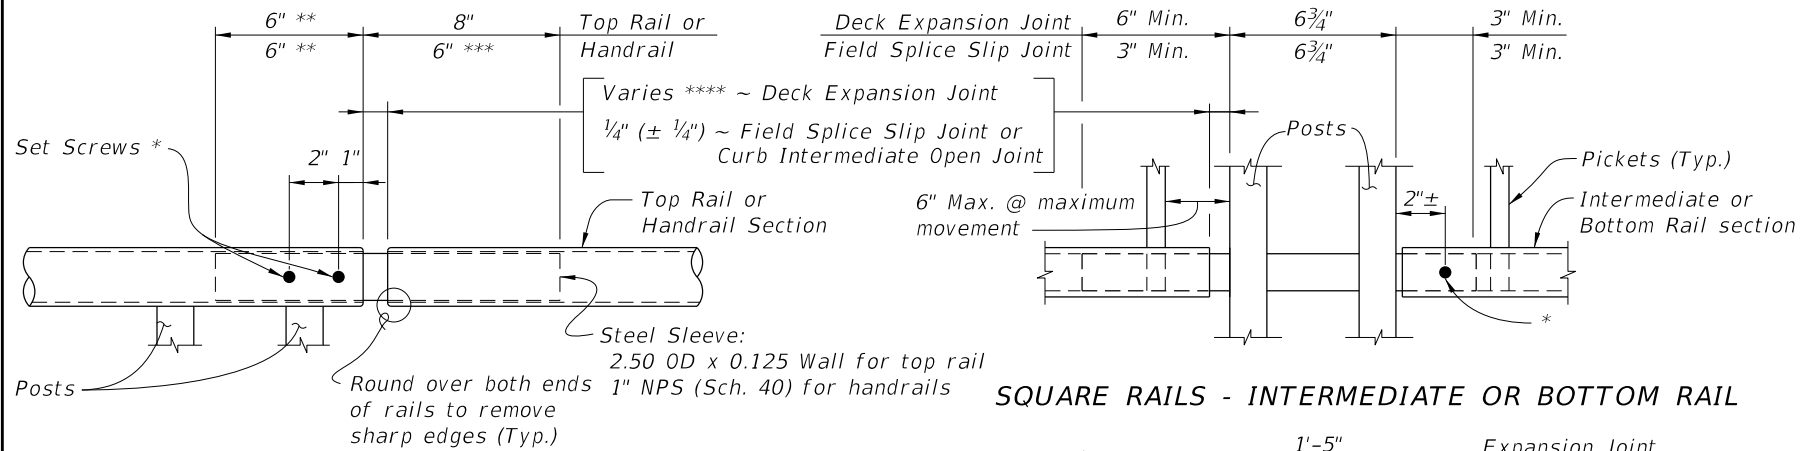 6" **
8"
Top Rail or
6" **
6" ***
Handrail
Deck Expansion Joint
6" Min.
6¾"
3" Min.
Field Splice Slip Joint
3" Min.
6¾"
3" Min.
Varies **** ~ Deck Expansion Joint
¼" (± ¼") ~ Field Splice Slip Joint or
Curb Intermediate Open Joint
Set Screws *
2"
1"
Top Rail or
Handrail Section
Posts
Steel Sleeve:
2.50 OD x 0.125 Wall for top rail
1" NPS (Sch. 40) for handrails
Round over both ends
of rails to remove
sharp edges (Typ.)
Posts
6" Max. @ maximum
movement
2"±
Pickets (Typ.)
Intermediate or
Bottom Rail section
*
SQUARE RAILS - INTERMEDIATE OR BOTTOM RAIL
1'-5"
Expansion Joint